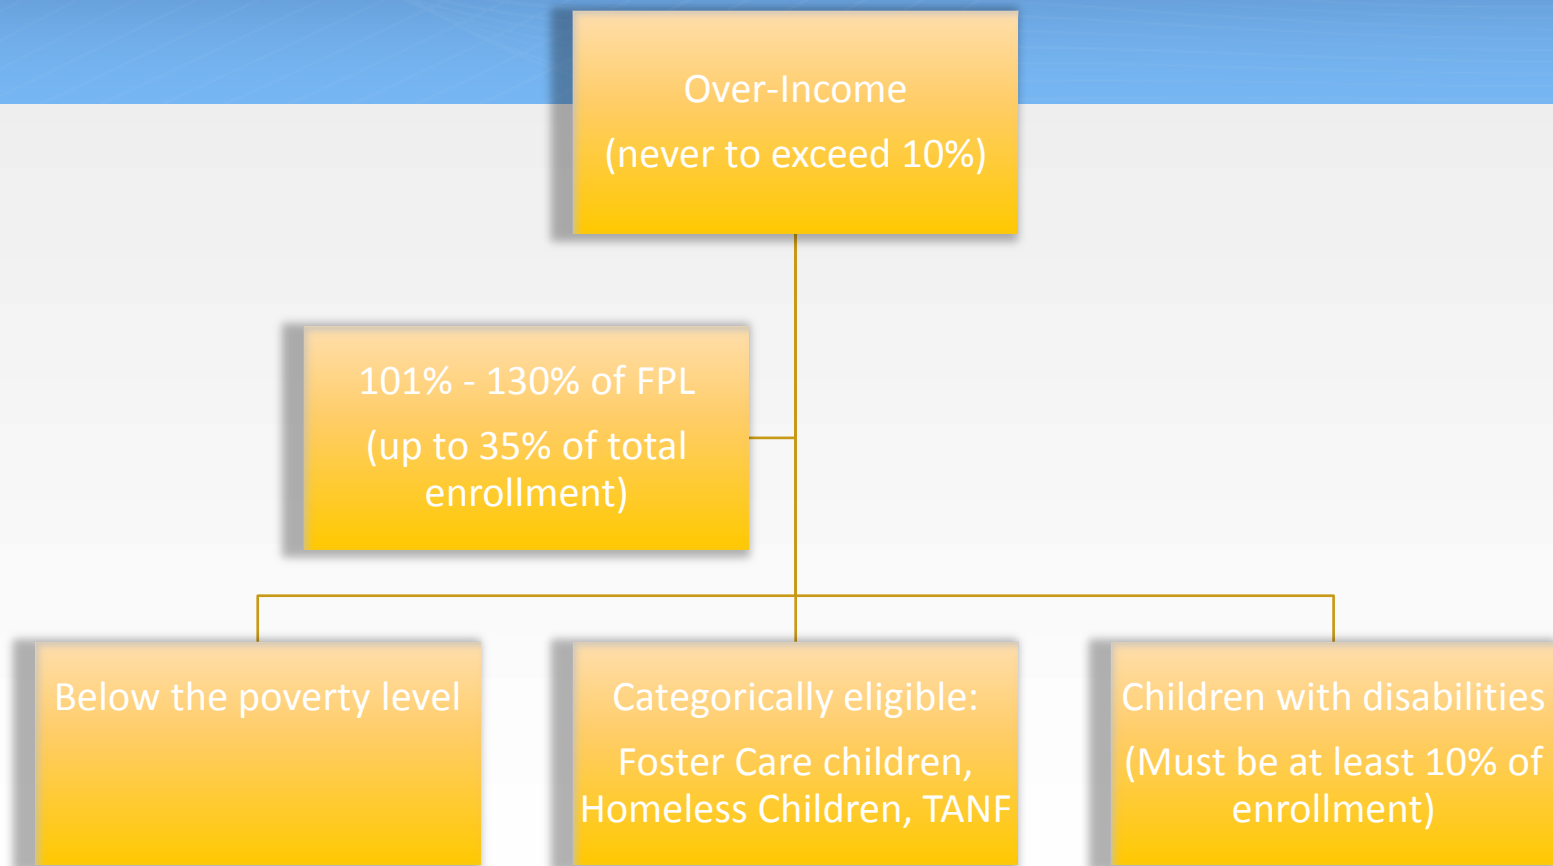 Over-Income
(never to exceed 10%)
101% - 130% of FPL
(up to 35% of total
enrollment)
Below the poverty level
Categorically eligible:
Foster Care children,
Homeless Children, TANF
Children with disabilities
(Must be at least 10% of
enrollment)